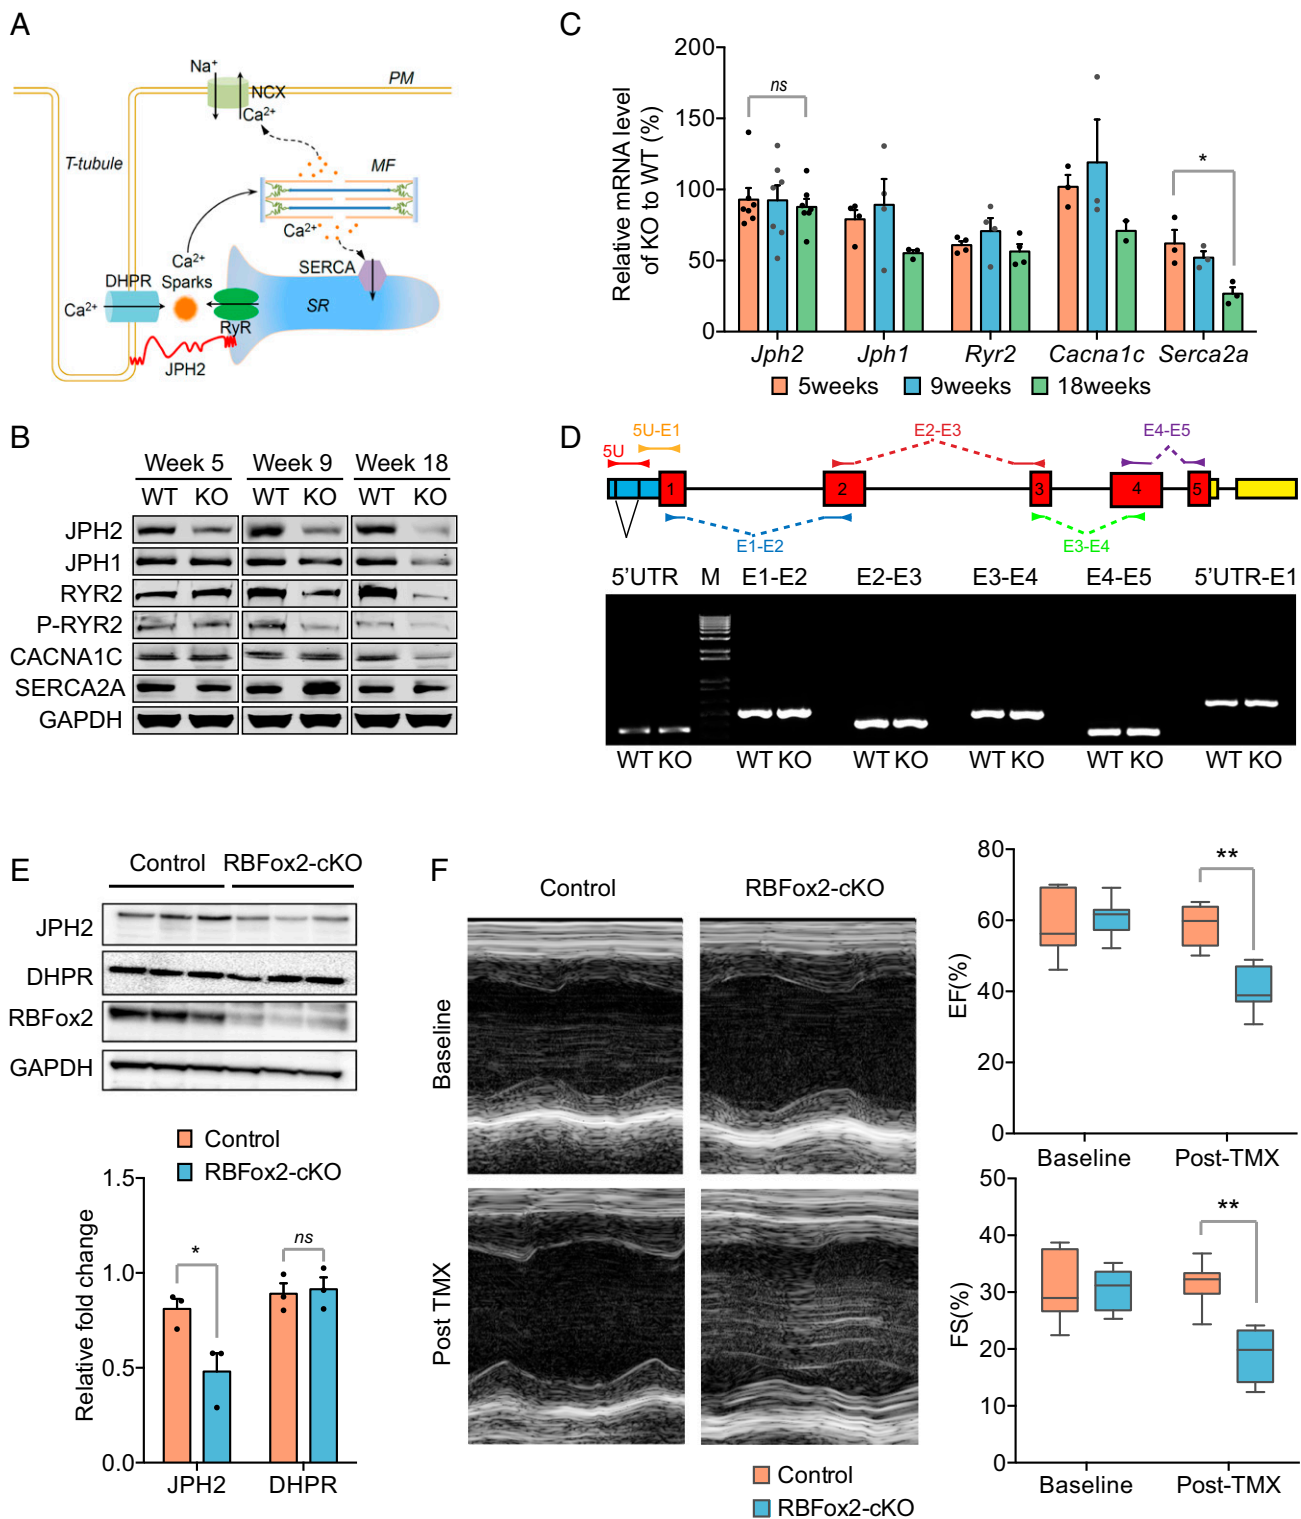 A
Na⁺
NCX
PM
Ca²⁺
T-tubule
MF
Ca²⁺
Ca²⁺
SERCA
DHPR
Sparks
Ca²⁺
RyR
SR
JPH2
C
Relative mRNA level
of KO to WT (%)
200
150
100
50
0
ns
*
Jph2 Jph1 Ryr2 Cacna1c Serca2a
5weeks 9weeks 18weeks
B
Week 5 Week 9 Week 18
WT KO WT KO WT KO
JPH2
JPH1
RYR2
P-RYR2
CACNA1C
SERCA2A
GAPDH
D
5U-E1
5U
E2-E3
E4-E5
1 2 3 4 5
E1-E2
E3-E4
5'UTR M E1-E2 E2-E3 E3-E4 E4-E5 5'UTR-E1
WT KO WT KO WT KO WT KO WT KO WT KO
E
Control RBFox2-cKO
JPH2
DHPR
RBFox2
GAPDH
Control
RBFox2-cKO
Relative fold change
1.5
1.0
0.5
0.0
*
ns
JPH2 DHPR
F
Control RBFox2-cKO
Baseline
Post TMX
EF(%)
80
60
40
20
0
**
Baseline Post-TMX
FS(%)
50
40
30
20
10
0
**
Baseline Post-TMX
Control
RBFox2-cKO